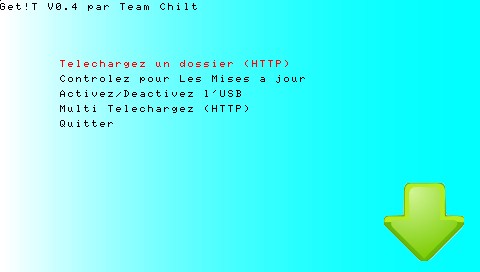 Get!T V0.4 par Team Chilt
Telechargez un dossier (HTTP)
Controlez pour Les Mises a jour
Activez/Deactivez l'USB
Multi Telechargez (HTTP)
Quitter